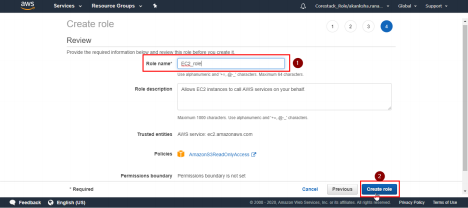 aws Services Resource Groups Global Support
Create role
1 2 3 4
Review
Provide the required information below and review this role before you create it.
Role name* EC2_role 1
Use alphanumeric and '+=,.@-_' characters. Maximum 64 characters.
Role description Allows EC2 instances to call AWS services on your behalf.
Maximum 1000 characters. Use alphanumeric and '+=,.@-_' characters.
Trusted entities AWS service: ec2.amazonaws.com
Policies AmazonS3ReadOnlyAccess
Permissions boundary Permissions boundary is not set
2
* Required Cancel Previous Create role
Feedback English (US) © 2008 - 2020, Amazon Web Services, Inc. or its affiliates. All rights reserved. Privacy Policy Terms of Use